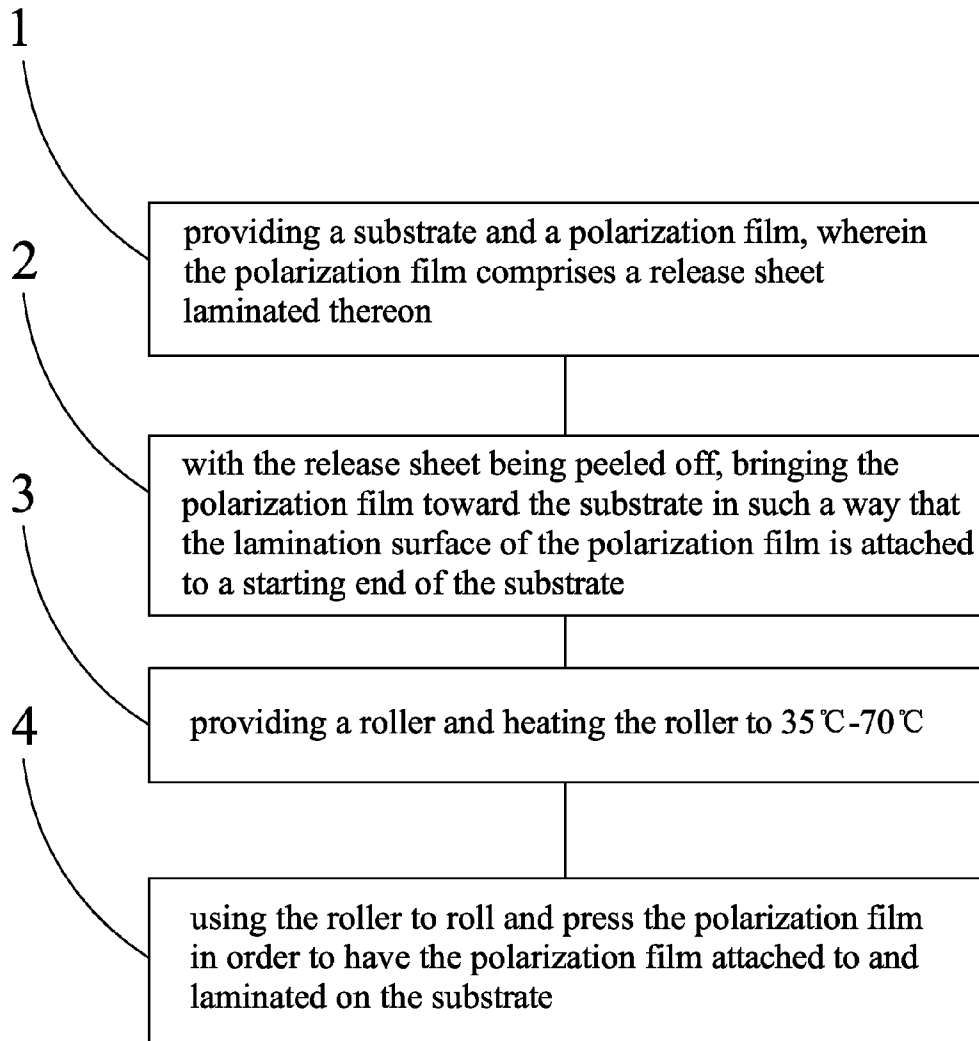 1
providing a substrate and a polarization film, wherein
the polarization film comprises a release sheet
laminated thereon
2
with the release sheet being peeled off, bringing the
polarization film toward the substrate in such a way that
the lamination surface of the polarization film is attached
to a starting end of the substrate
3
providing a roller and heating the roller to 35℃-70℃
4
using the roller to roll and press the polarization film
in order to have the polarization film attached to and
laminated on the substrate